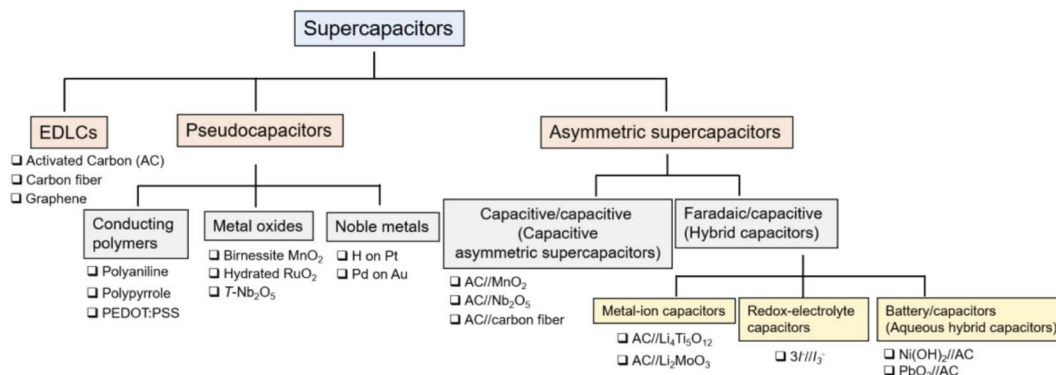 Supercapacitors
EDLCs
❑ Activated Carbon (AC)
❑ Carbon fiber
❑ Graphene
Pseudocapacitors
Conducting
polymers
❑ Polyaniline
❑ Polypyrrole
❑ PEDOT:PSS
Metal oxides
❑ Birnessite MnO₂
❑ Hydrated RuO₂
❑ T-Nb₂O₅
Noble metals
❑ H on Pt
❑ Pd on Au
Asymmetric supercapacitors
Capacitive/capacitive
(Capacitive
asymmetric supercapacitors)
❑ AC//MnO₂
❑ AC//Nb₂O₅
❑ AC//carbon fiber
Faradaic/capacitive
(Hybrid capacitors)
Metal-ion capacitors
❑ AC//Li₄Ti₅O₁₂
❑ AC//Li₂MoO₃
Redox-electrolyte
capacitors
❑ 3I⁻//I₃⁻
Battery/capacitors
(Aqueous hybrid capacitors)
❑ Ni(OH)₂//AC
❑ PbO₂//AC